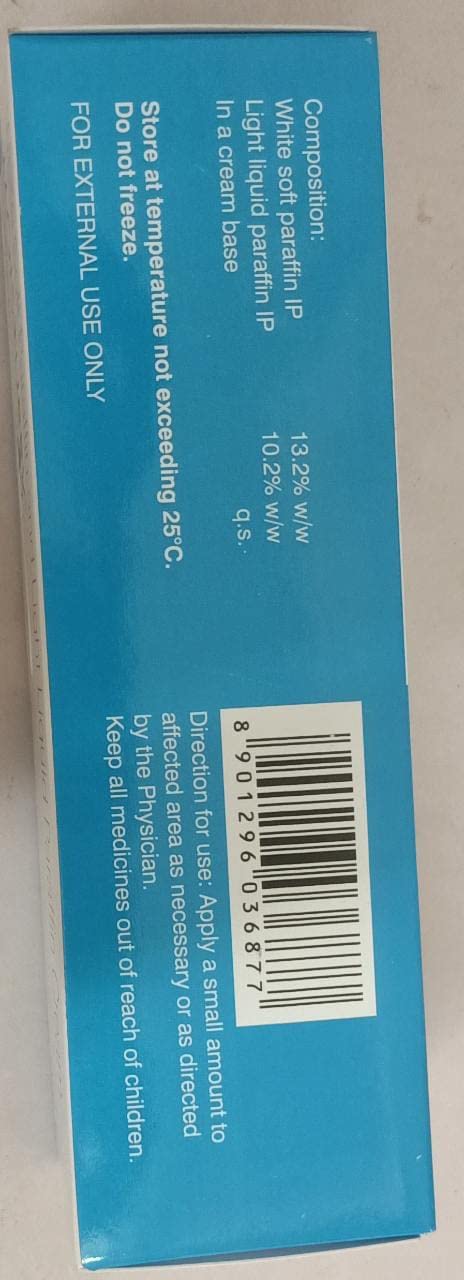 Composition:
White soft paraffin IP 13.2% w/w
Light liquid paraffin IP 10.2% w/w
In a cream base q.s.
Store at temperature not exceeding 25°C.
Do not freeze.
FOR EXTERNAL USE ONLY
8 901296 036877
Direction for use: Apply a small amount to
affected area as necessary or as directed
by the Physician.
Keep all medicines out of reach of children.